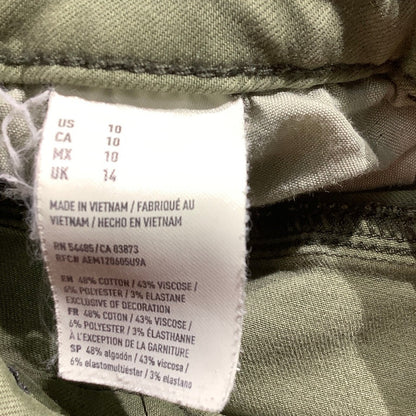 US 10
CA 10
MX 10
UK 14
MADE IN VIETNAM / FABRIQUÉ AU
VIETNAM / HECHO EN VIETNAM
RN 54485 / CA 03873
RFC# AEM120605U9A
EN 48% COTTON / 43% VISCOSE /
6% POLYESTER / 3% ELASTANE
EXCLUSIVE OF DECORATION
FR 48% COTON / 43% VISCOSE /
6% POLYESTER / 3% ÉLASTHANNE
À L'EXCEPTION DE LA GARNITURE
SP 48% algodón / 43% viscosa /
6% elastomultiéster / 3% elastano